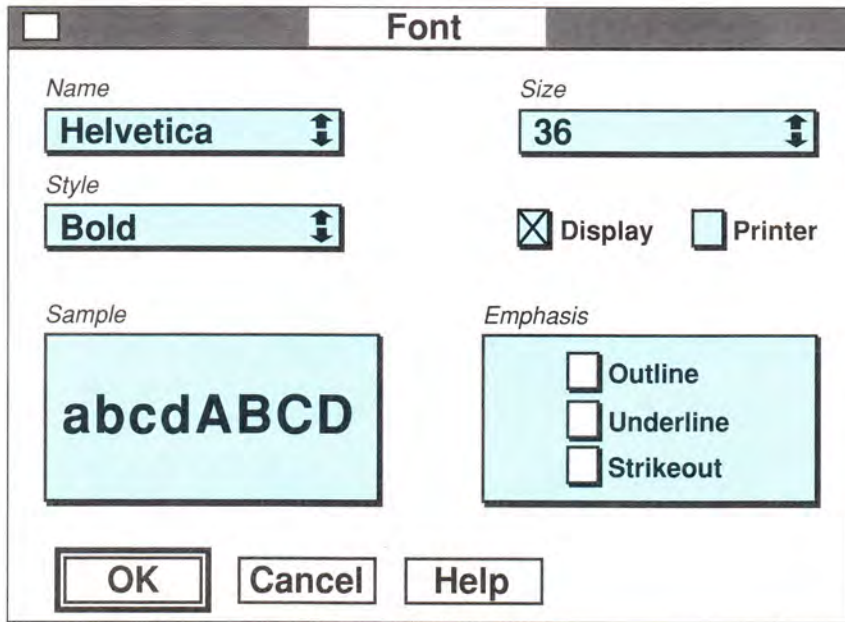 Font
Name
Helvetica
Size
36
Style
Bold
Display
Printer
Sample
abcdABCD
Emphasis
Outline
Underline
Strikeout
OK
Cancel
Help